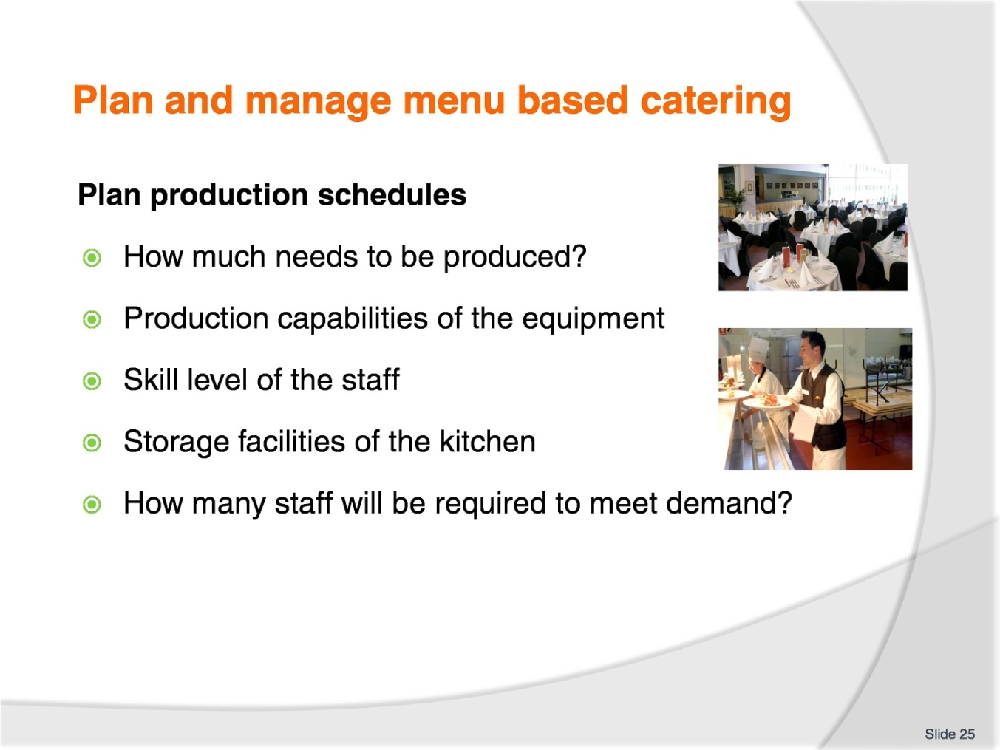 Plan and manage menu based catering
Plan production schedules
How much needs to be produced?
Production capabilities of the equipment
Skill level of the staff
Storage facilities of the kitchen
How many staff will be required to meet demand?
Slide 25